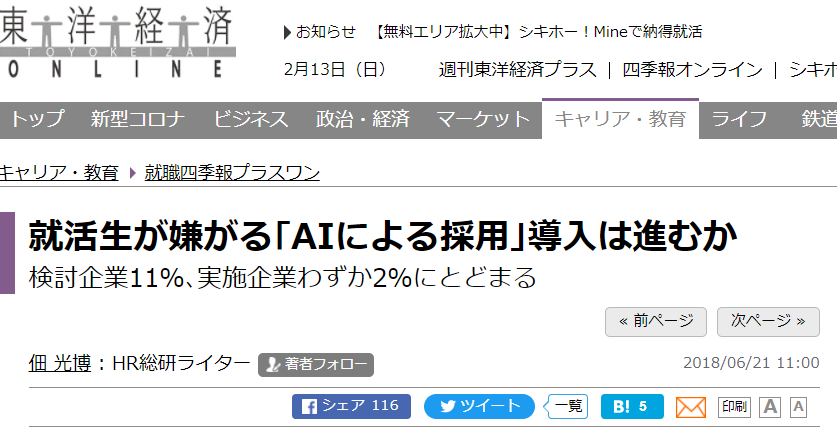 東洋経済
TOYOKEIZAI
ONLINE
お知らせ 【無料エリア拡大中】シキホー！Mineで納得就活
2月13日（日） 週刊東洋経済プラス | 四季報オンライン | シキホー
トップ 新型コロナ ビジネス 政治・経済 マーケット キャリア・教育 ライフ 鉄道
キャリア・教育 就職四季報プラスワン
就活生が嫌がる｢AIによる採用｣導入は進むか
検討企業11%､実施企業わずか2%にとどまる
« 前ページ 次ページ »
佃 光博 : HR総研ライター 著者フォロー 2018/06/21 11:00
シェア 116 ツイート 一覧 B! 5 印刷 A A